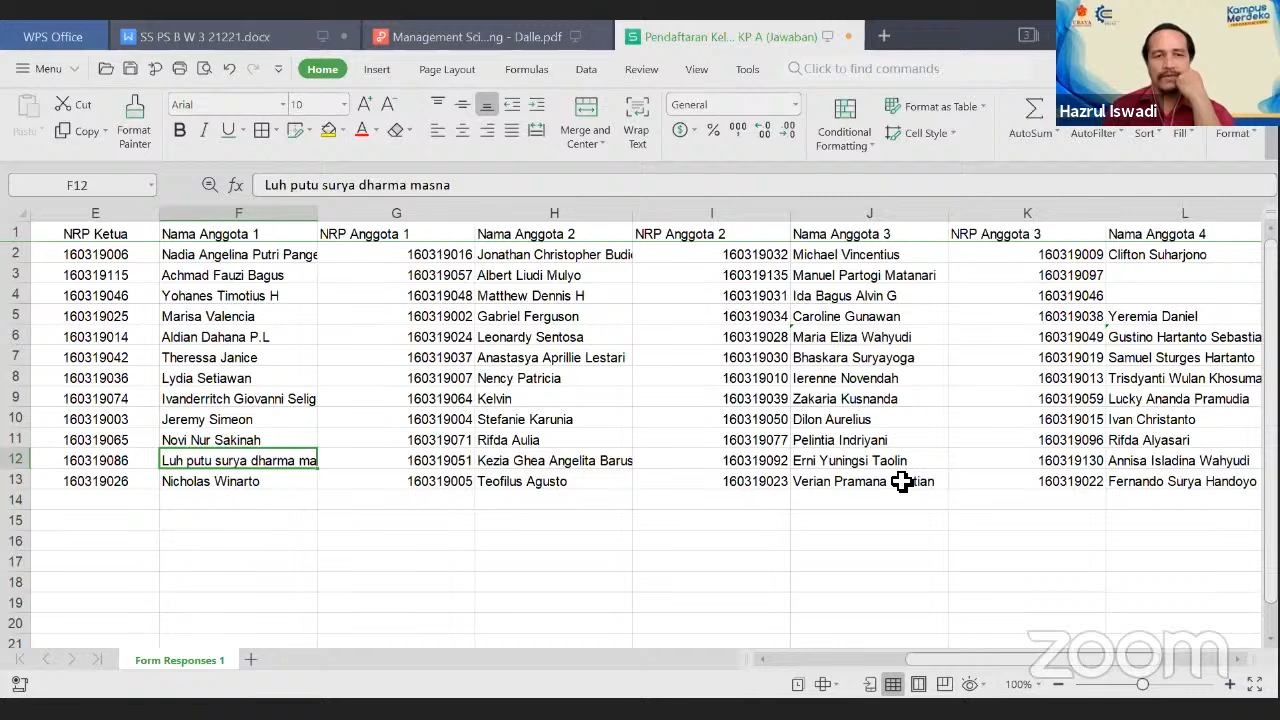 WPS Office SS PS B W 3 21221.docx Management Sci... ng - Dalle.pdf Pendaftaran Kel... KP A (Jawaban) 3
UBAYA Kampus Merdeka
Hazrul Iswadi
Menu Home Insert Page Layout Formulas Data Review View Tools Click to find commands
Paste Cut Copy Format Painter Arial 10 Merge and Center Wrap Text General Conditional Formatting Format as Table Cell Style AutoSum AutoFilter Sort Fill Format
F12 fx Luh putu surya dharma masna
E F G H I J K L
1 NRP Ketua Nama Anggota 1 NRP Anggota 1 Nama Anggota 2 NRP Anggota 2 Nama Anggota 3 NRP Anggota 3 Nama Anggota 4
2 160319006 Nadia Angelina Putri Pange 160319016 Jonathan Christopher Budi 160319032 Michael Vincentius 160319009 Clifton Suharjono
3 160319115 Achmad Fauzi Bagus 160319057 Albert Liudi Mulyo 160319135 Manuel Partogi Matanari 160319097
4 160319046 Yohanes Timotius H 160319048 Matthew Dennis H 160319031 Ida Bagus Alvin G 160319046
5 160319025 Marisa Valencia 160319002 Gabriel Ferguson 160319034 Caroline Gunawan 160319038 Yeremia Daniel
6 160319014 Aldian Dahana P.L 160319024 Leonardy Sentosa 160319028 Maria Eliza Wahyudi 160319049 Gustino Hartanto Sebastia
7 160319042 Theressa Janice 160319037 Anastasya Aprillie Lestari 160319030 Bhaskara Suryayoga 160319019 Samuel Sturges Hartanto
8 160319036 Lydia Setiawan 160319007 Nency Patricia 160319010 Ierenne Novendah 160319013 Trisdyanti Wulan Khosuma
9 160319074 Ivanderritch Giovanni Selig 160319064 Kelvin 160319039 Zakaria Kusnanda 160319059 Lucky Ananda Pramudia
10 160319003 Jeremy Simeon 160319004 Stefanie Karunia 160319050 Dilon Aurelius 160319015 Ivan Christanto
11 160319065 Novi Nur Sakinah 160319071 Rifda Aulia 160319077 Pelintia Indriyani 160319096 Rifda Alyasari
12 160319086 Luh putu surya dharma ma 160319051 Kezia Ghea Angelita Barus 160319092 Erni Yuningsi Taolin 160319130 Annisa Isladina Wahyudi
13 160319026 Nicholas Winarto 160319005 Teofilus Agusto 160319023 Verian Pramana 160319022 Fernando Surya Handoyo
14
15
16
17
18
19
20
21
Form Responses 1
100%
zoom